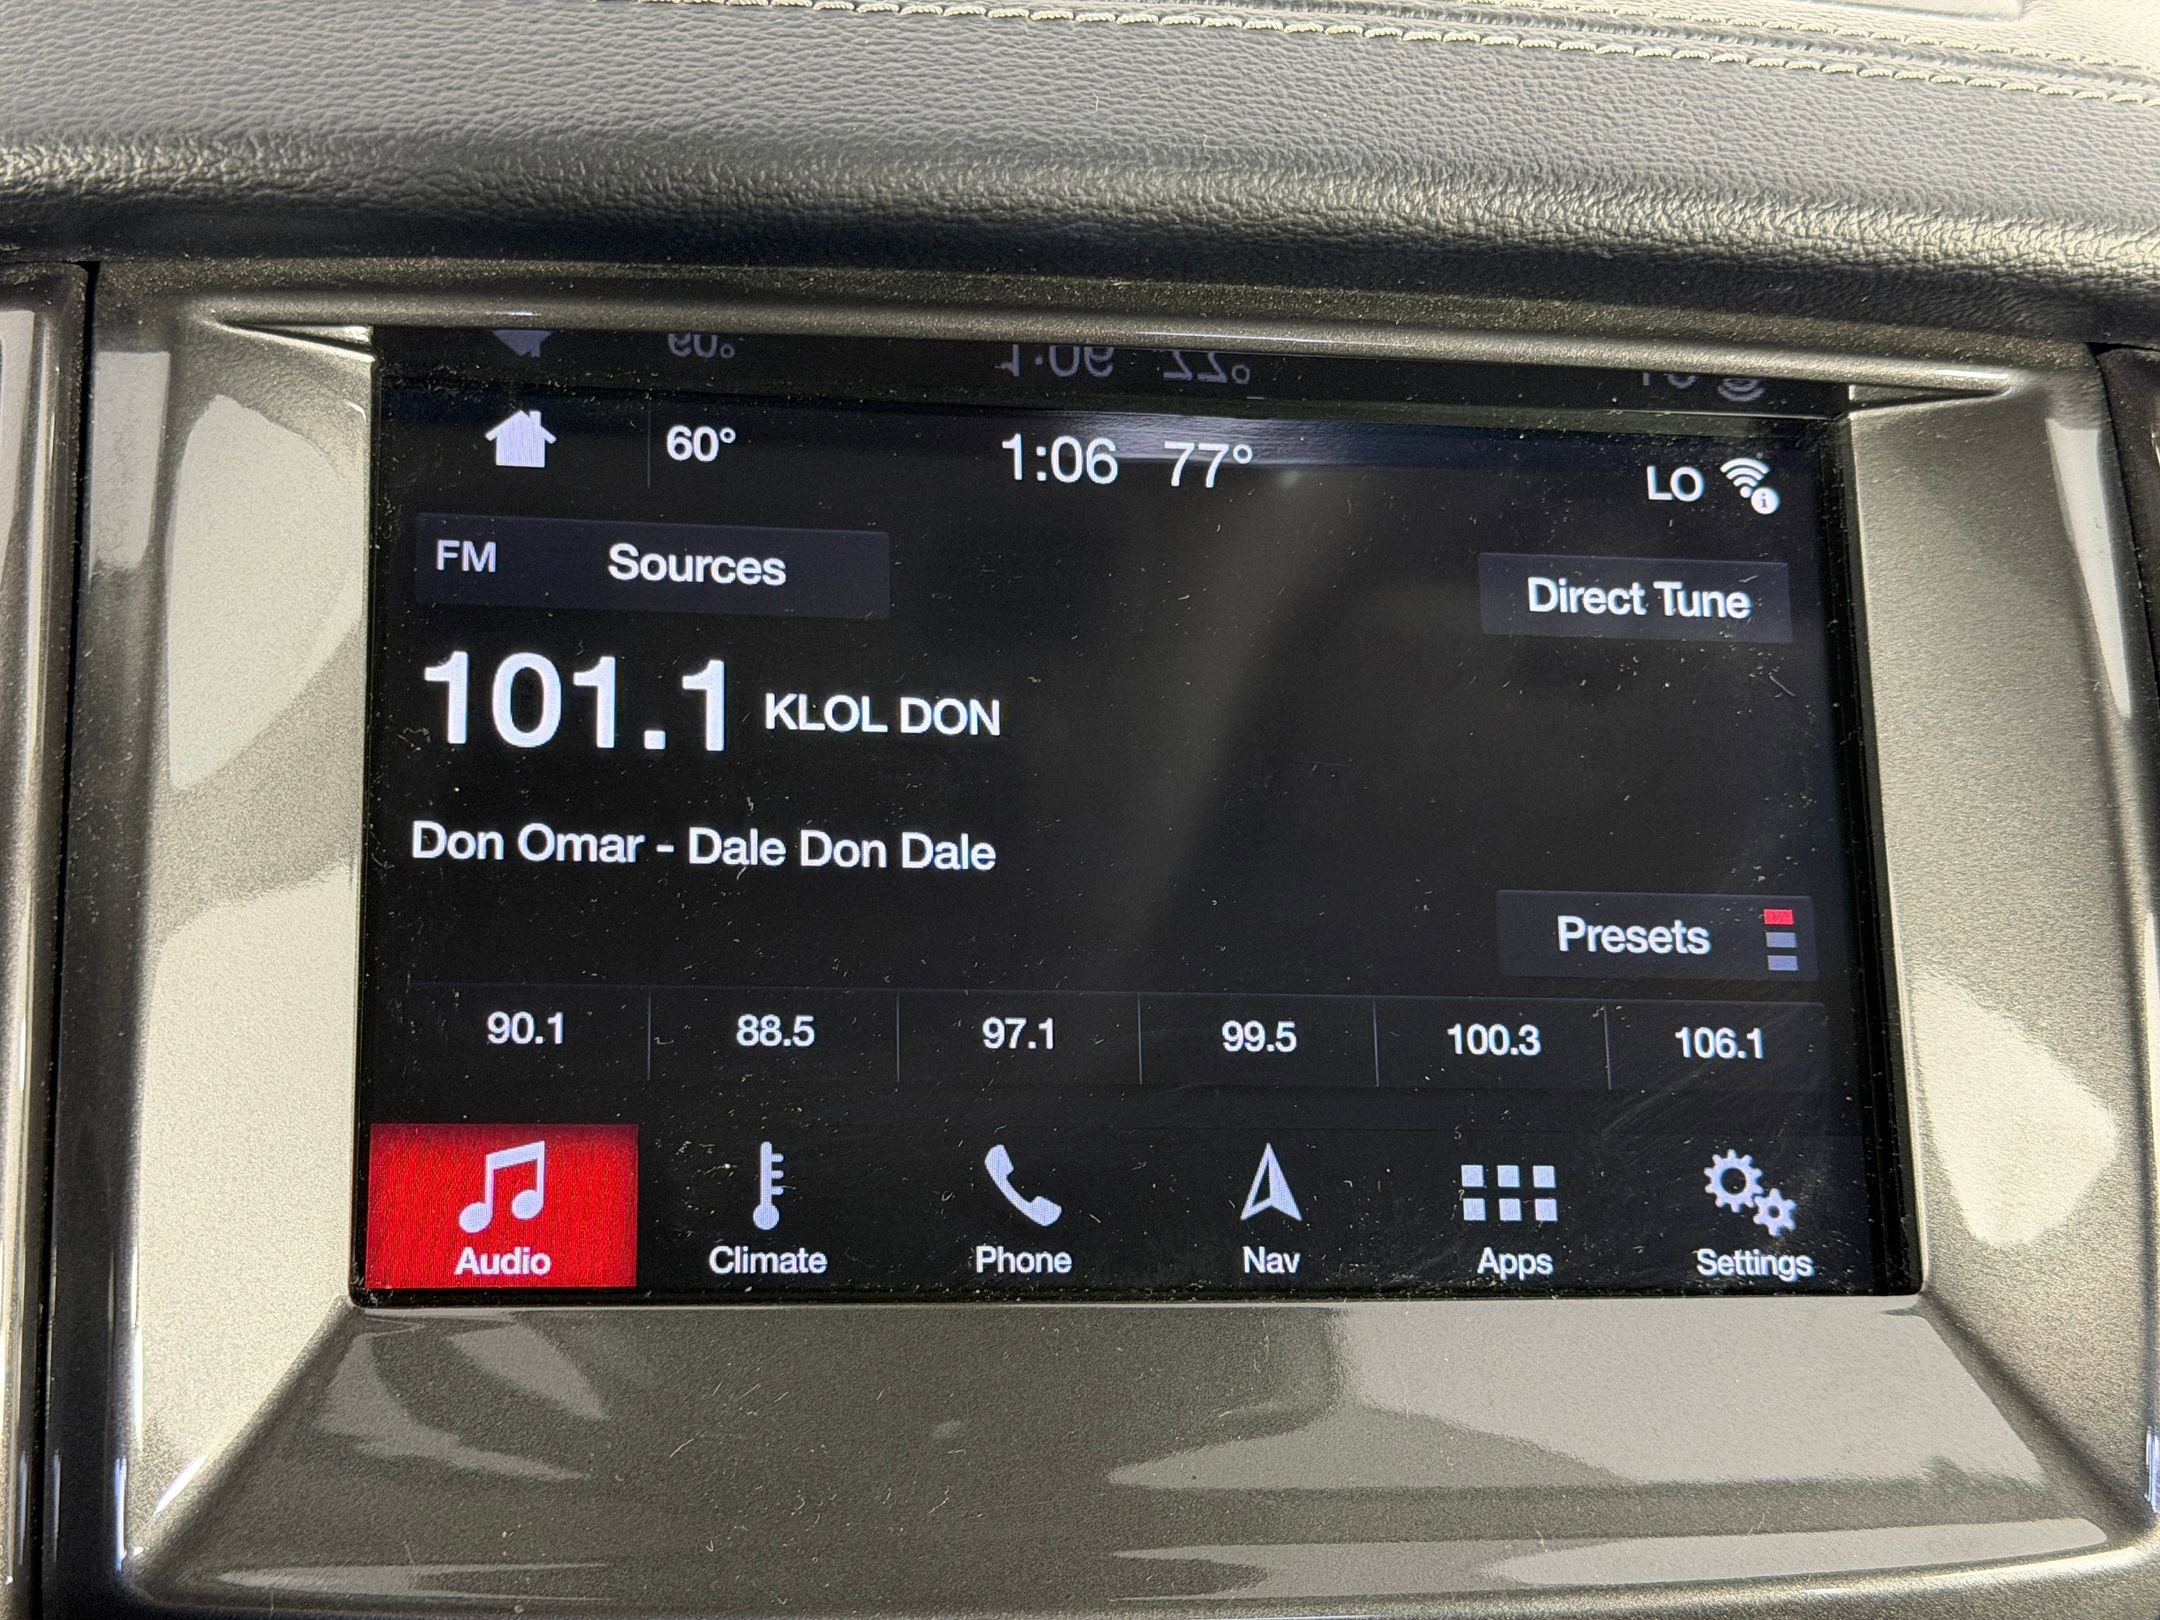 60° 1:06 77° LO
FM Sources Direct Tune
101.1 KLOL DON
Don Omar - Dale Don Dale
Presets
90.1 88.5 97.1 99.5 100.3 106.1
Audio Climate Phone Nav Apps Settings